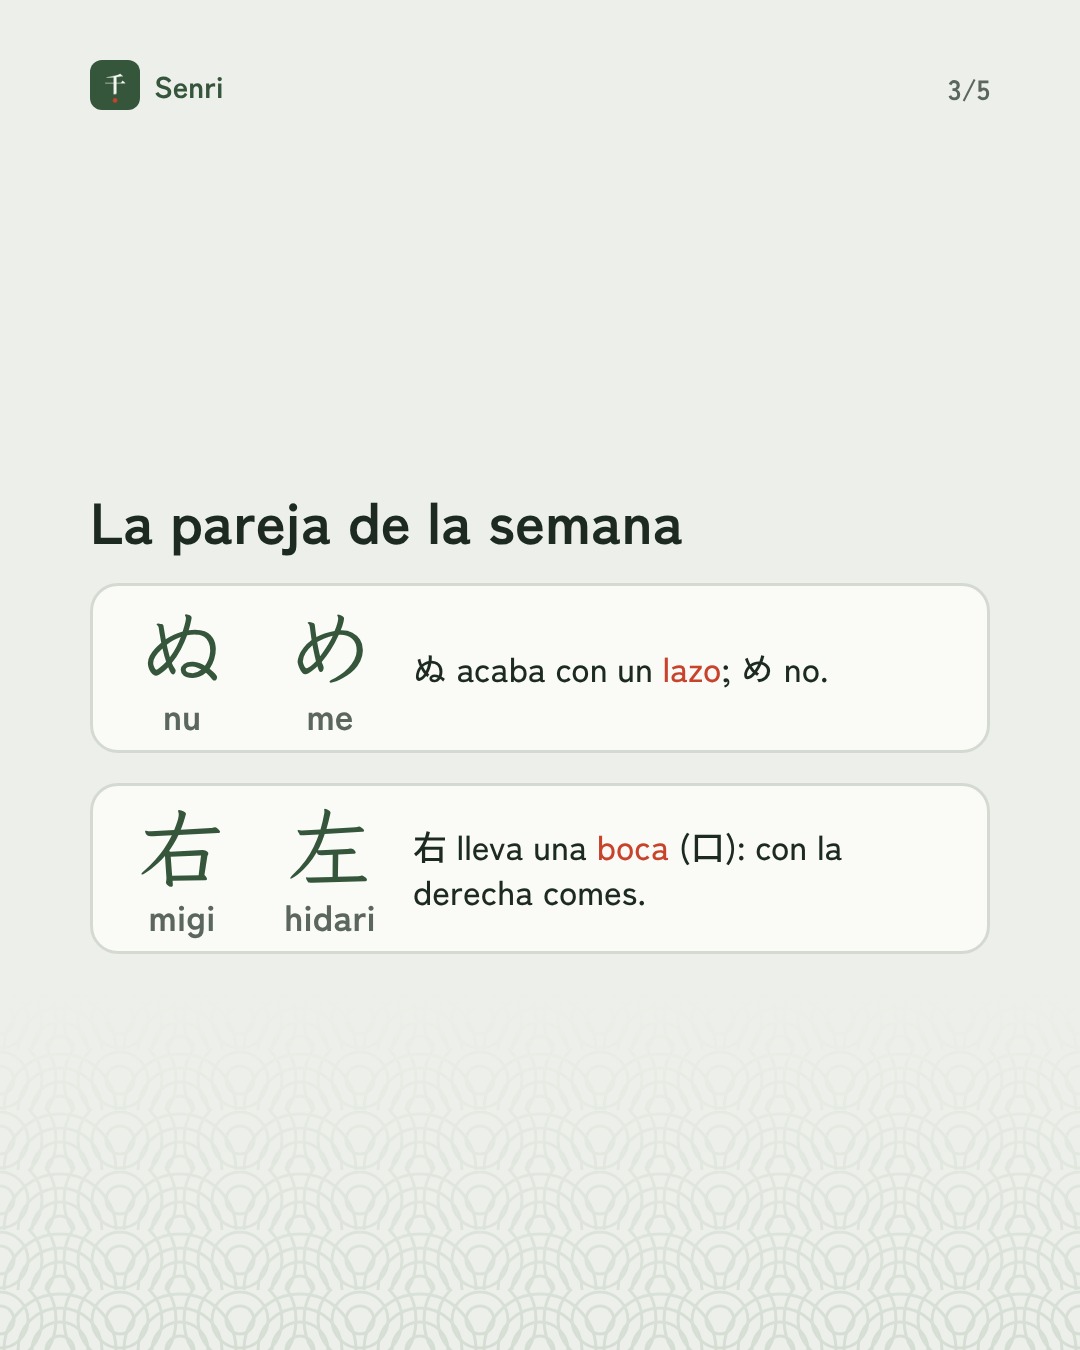 千 Senri
3/5
La pareja de la semana
ぬ め
nu me
ぬ acaba con un lazo; め no.
右 左
migi hidari
右 lleva una boca (口): con la
derecha comes.